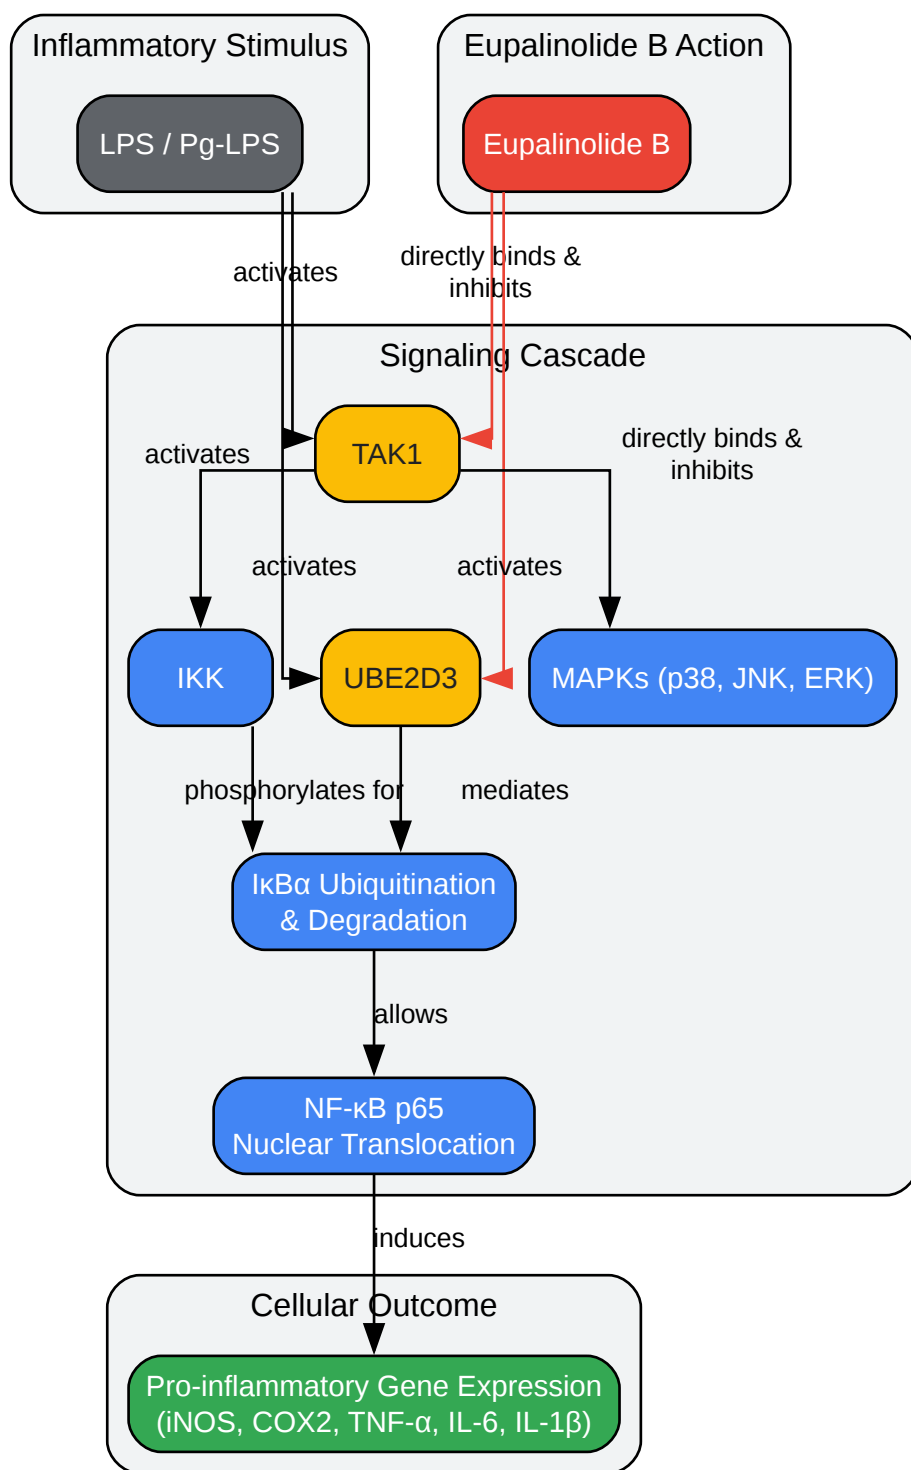 Inflammatory Stimulus
Eupalinolide B Action
LPS / Pg-LPS
Eupalinolide B
activates
directly binds &
inhibits
Signaling Cascade
TAK1
activates
directly binds &
inhibits
activates
activates
IKK
UBE2D3
MAPKs (p38, JNK, ERK)
phosphorylates for
mediates
IκBα Ubiquitination
& Degradation
allows
NF-κB p65
Nuclear Translocation
induces
Cellular Outcome
Pro-inflammatory Gene Expression
(iNOS, COX2, TNF-α, IL-6, IL-1β)